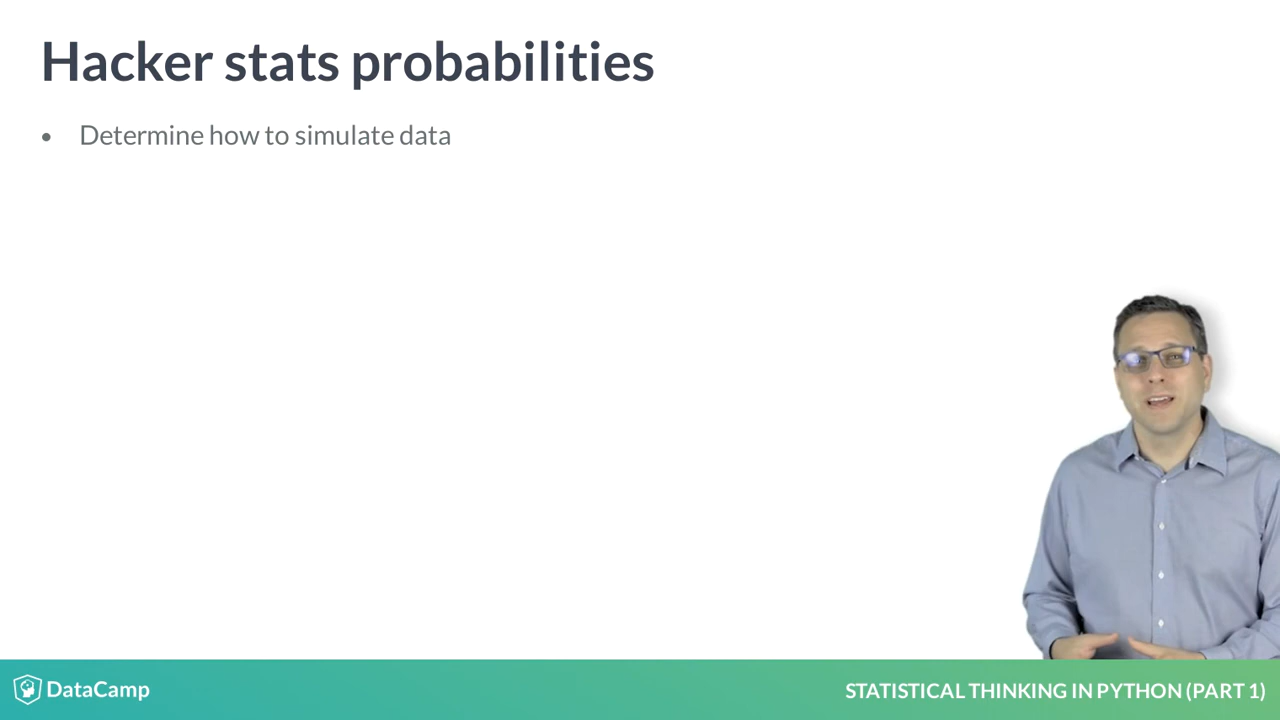 Hacker stats probabilities
• Determine how to simulate data
DataCamp
STATISTICAL THINKING IN PYTHON (PART 1)